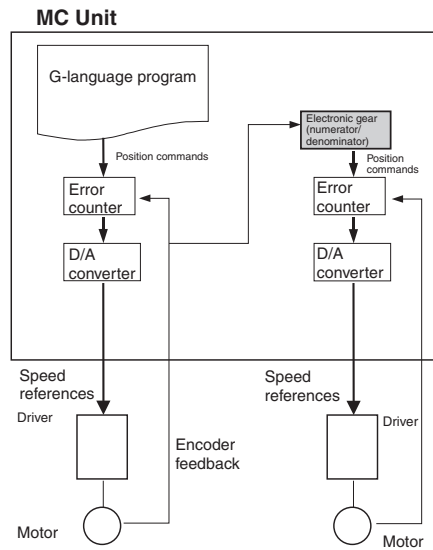 MC Unit
G-language program
Position commands
Error
counter
D/A
converter
Speed
references
Driver
Motor
Encoder
feedback
Electronic gear
(numerator/
denominator)
Position
commands
Error
counter
D/A
converter
Speed
references
Driver
Motor